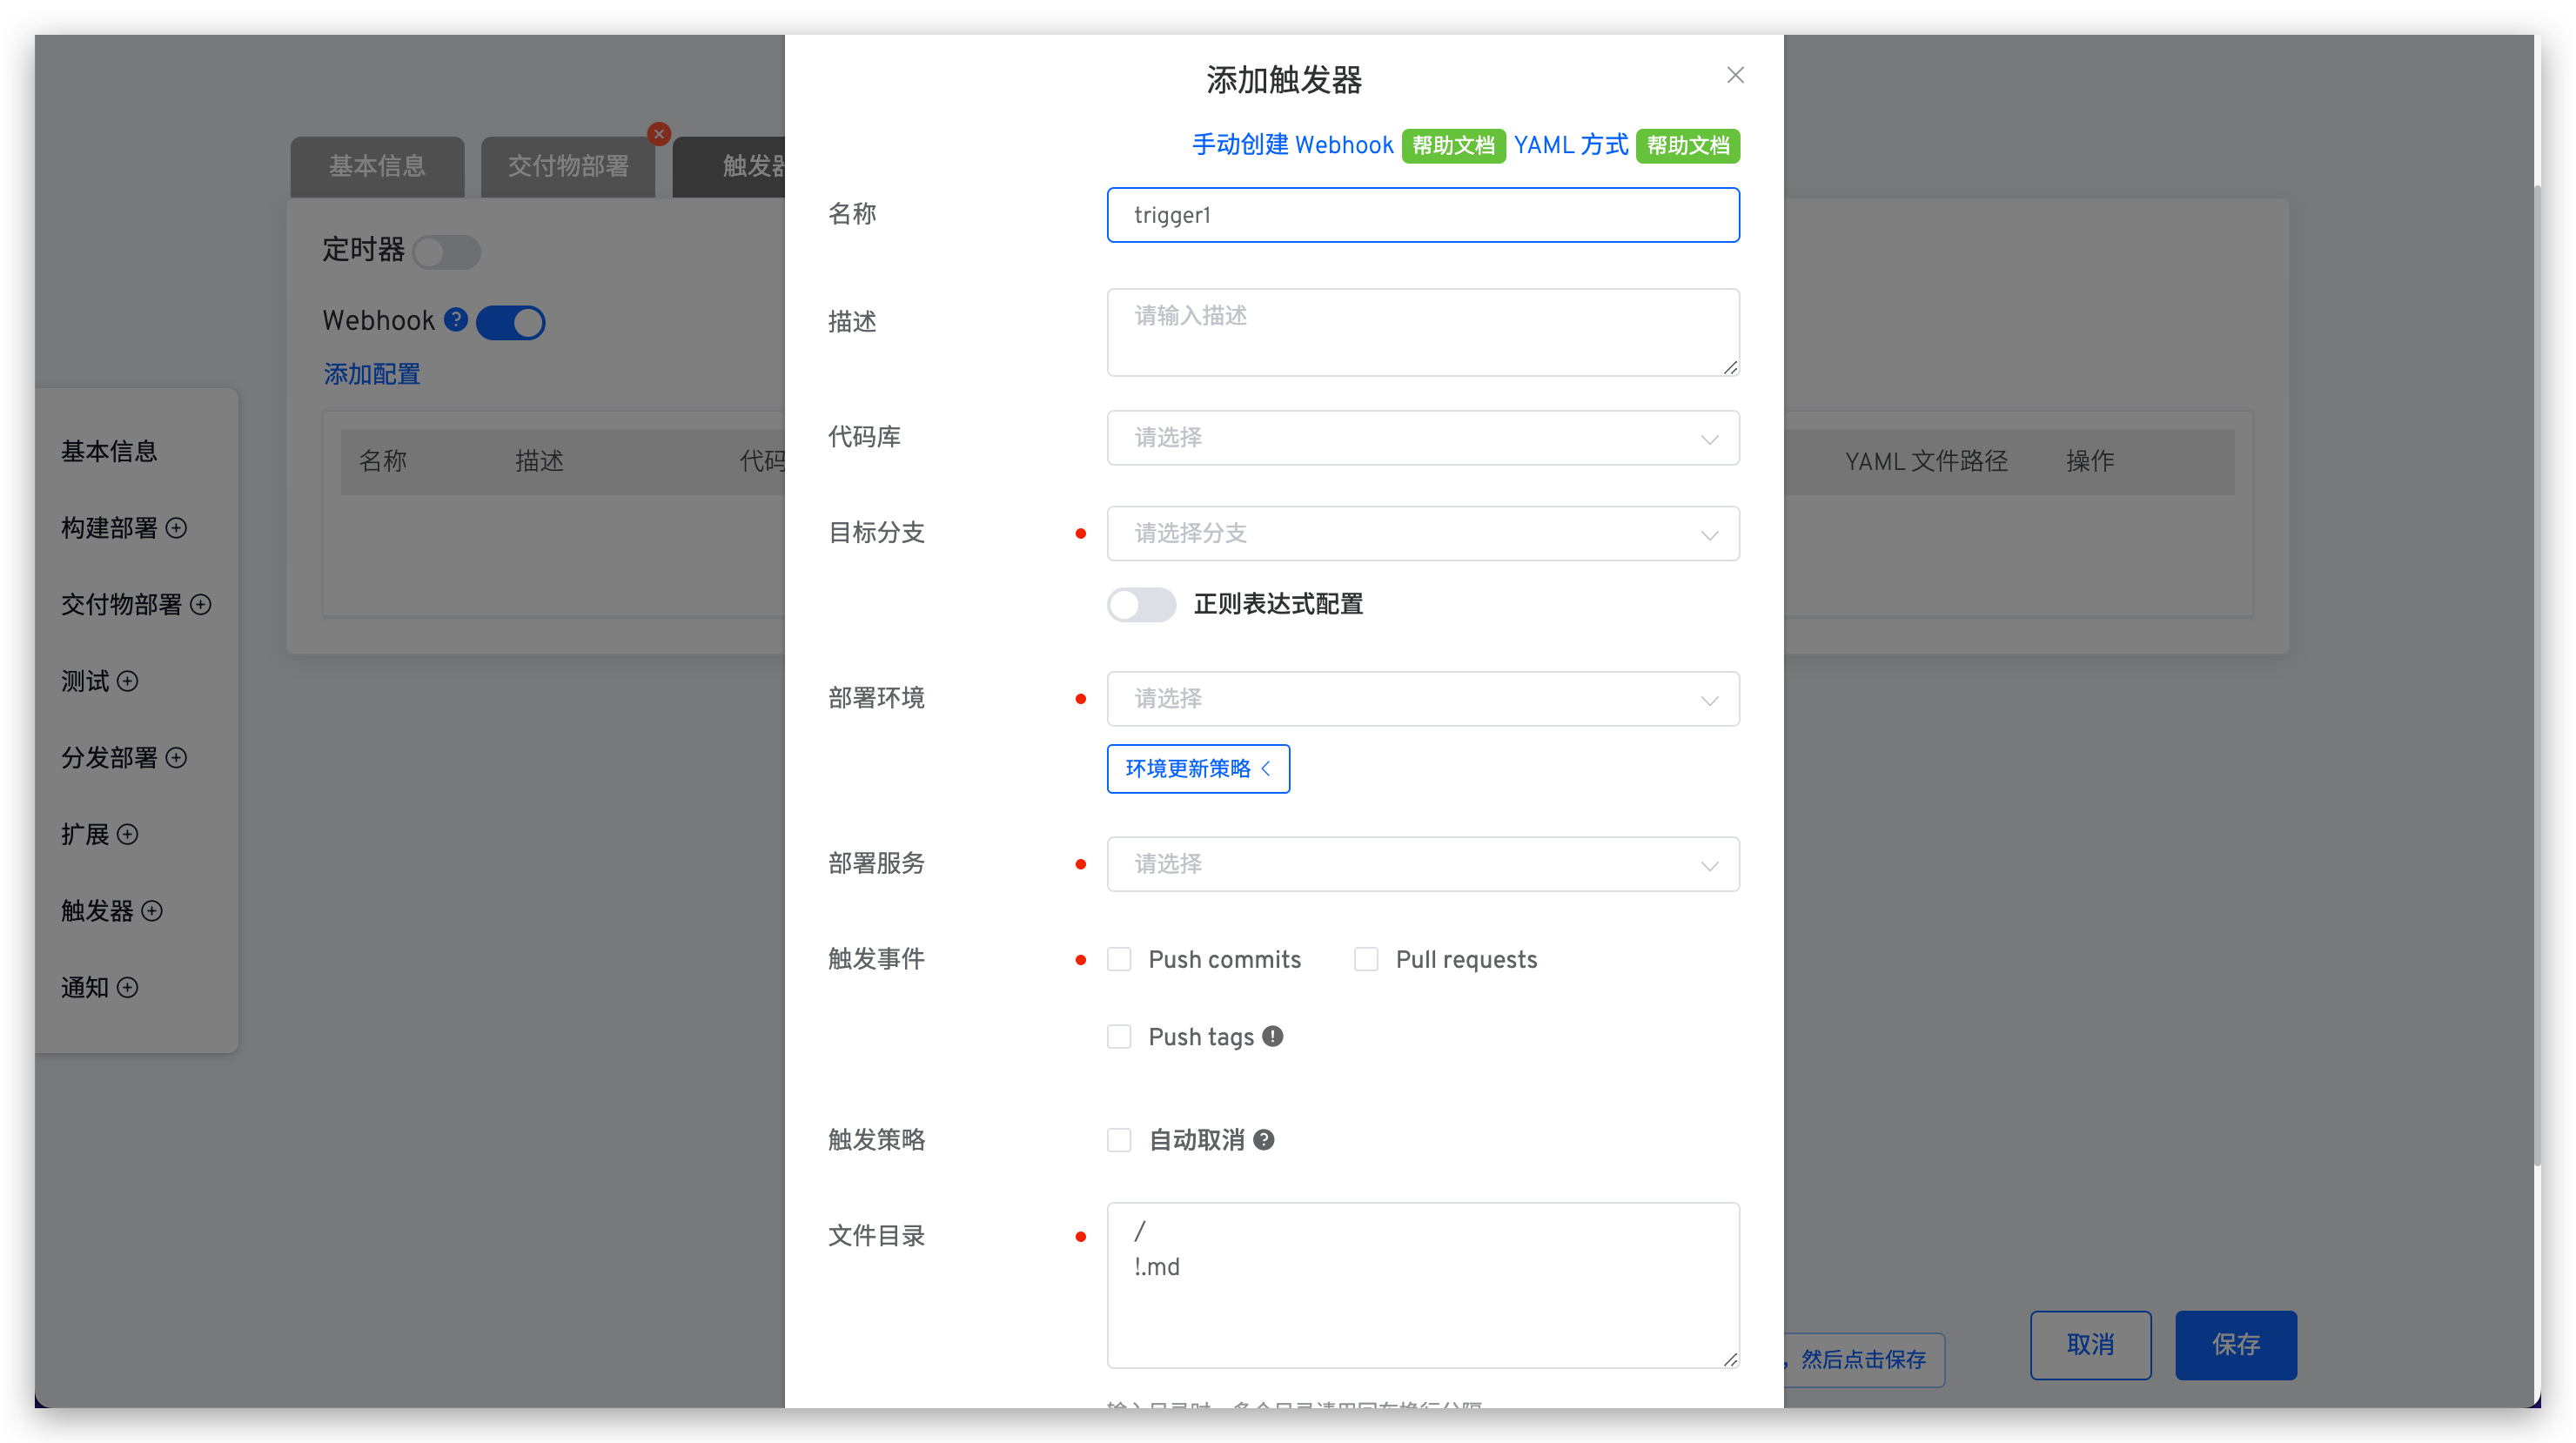 添加触发器
手动创建 Webhook 帮助文档 YAML 方式 帮助文档
基本信息 交付物部署 触发
定时器
Webhook
添加配置
名称 描述 代码 YAML 文件路径 操作
基本信息
构建部署
交付物部署
测试
分发部署
扩展
触发器
通知
名称 trigger1
描述 请输入描述
代码库 请选择
目标分支 请选择分支
正则表达式配置
部署环境 请选择
环境更新策略
部署服务 请选择
触发事件 Push commits Pull requests
Push tags
触发策略 自动取消
文件目录 /
!.md
，然后点击保存
取消 保存